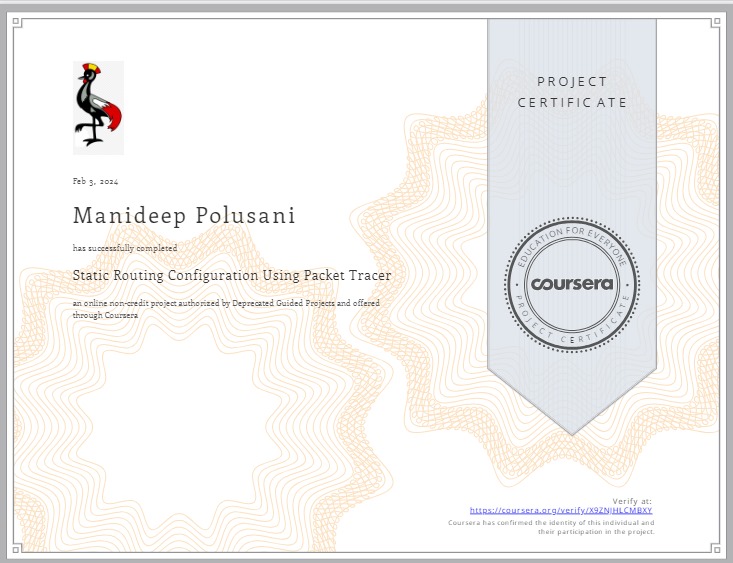 PROJECT
CERTIFICATE
Feb 3, 2024
Manideep Polusani
has successfully completed
Static Routing Configuration Using Packet Tracer
an online non-credit project authorized by Deprecated Guided Projects and offered
through Coursera
EDUCATION FOR EVERYONE
coursera
PROJECT CERTIFICATE
Verify at:
https://coursera.org/verify/X9ZNJHLCMBXY
Coursera has confirmed the identity of this individual and
their participation in the project.